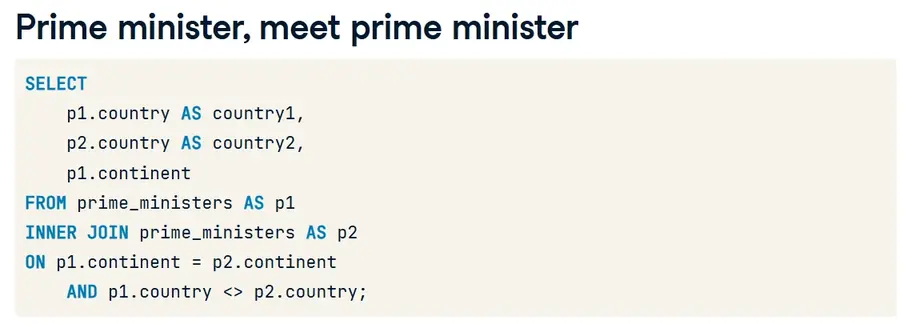 Prime minister, meet prime minister
SELECT
    p1.country AS country1,
    p2.country AS country2,
    p1.continent
FROM prime_ministers AS p1
INNER JOIN prime_ministers AS p2
ON p1.continent = p2.continent
    AND p1.country <> p2.country;